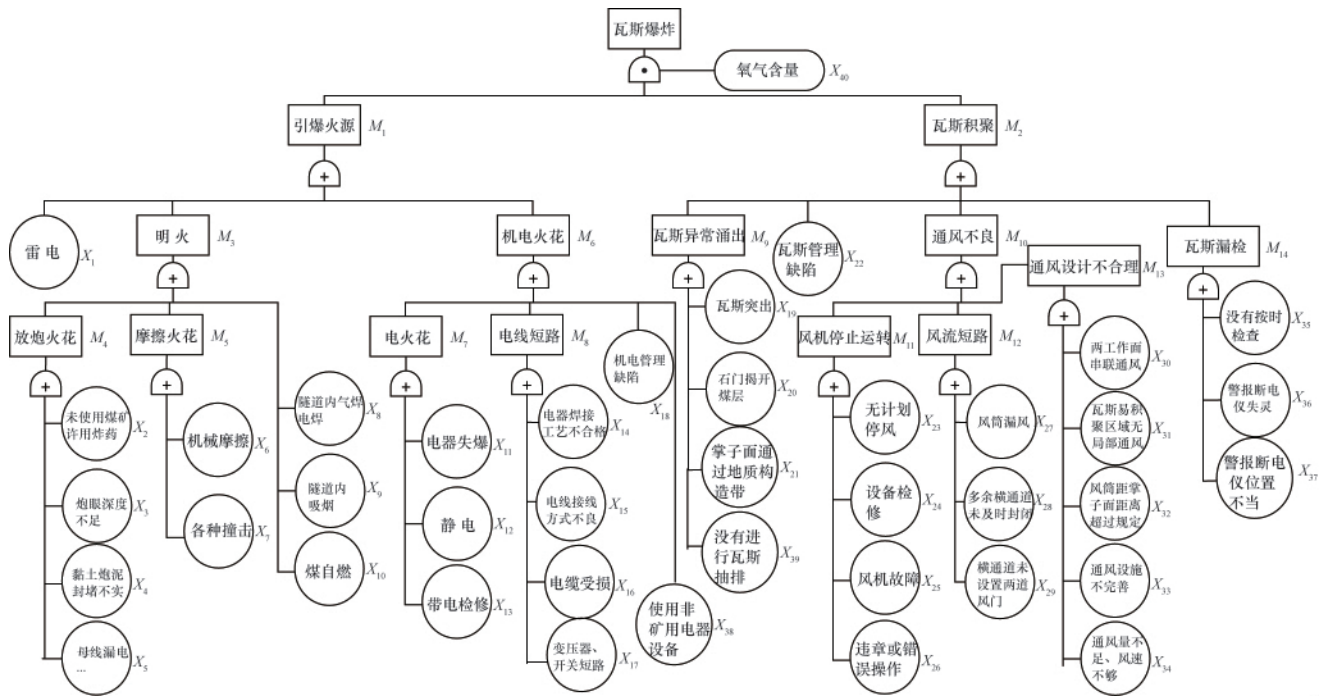 瓦斯爆炸
氧气含量 X40
引爆火源 M1
瓦斯积聚 M2
雷电 X1
明火 M3
机电火花 M6
瓦斯异常涌出 M9
瓦斯管理
缺陷
X22
通风不良 M10
通风设计不合理 M13
瓦斯漏检 M14
放炮火花 M4
摩擦火花 M5
电火花 M7
电线短路 M8
机电管理
缺陷
X18
风机停止运转 M11
风流短路 M12
未使用煤矿
许用炸药
X2
炮眼深度
不足
X3
黏土炮泥
封堵不实
X4
母线漏电
...
X5
机械摩擦 X6
各种撞击 X7
隧道内气焊
电焊
X8
隧道内
吸烟
X9
煤自燃 X10
电器失爆 X11
静电 X12
带电检修 X13
电器焊接
工艺不合格
X14
电线接线
方式不良
X15
电缆受损 X16
变压器、
开关短路
X17
使用非
矿用电器
设备
X38
瓦斯突出 X19
石门揭开
煤层
X20
掌子面通
过地质构
造带
X21
没有进
行瓦斯
抽排
X39
无计划
停风
X23
设备检
修
X24
风机故障 X25
违章或错
误操作
X26
风筒漏风 X27
多余横通道
未及时封闭
X28
横通道未
设置两道
风门
X29
两工作面
串联通风
X30
瓦斯易积
聚区域无
局部通风
X31
风筒距掌
子面距离
超过规定
X32
通风设施
不完善
X33
通风量不
足、风速
不够
X34
没有按时
检查
X35
警报断电
仪失灵
X36
警报断电
仪位置
不当
X37